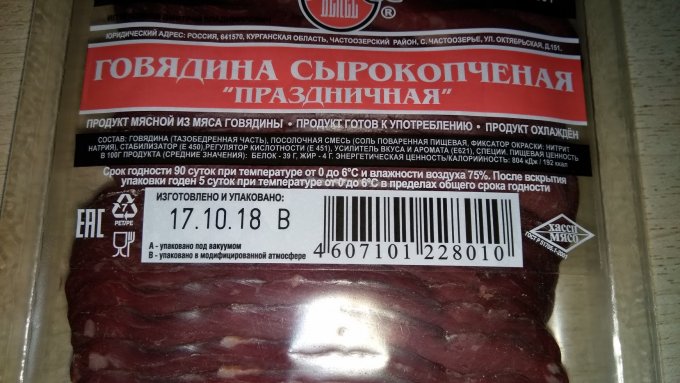 ВЕЛЕС
®
ЮРИДИЧЕСКИЙ АДРЕС: РОССИЯ, 641570, КУРГАНСКАЯ ОБЛАСТЬ, ЧАСТООЗЕРСКИЙ РАЙОН, С. ЧАСТООЗЕРЬЕ, УЛ. ОКТЯБРЬСКАЯ, Д.151.
ГОВЯДИНА СЫРОКОПЧЕНАЯ
"ПРАЗДНИЧНАЯ"
ПРОДУКТ МЯСНОЙ ИЗ МЯСА ГОВЯДИНЫ • ПРОДУКТ ГОТОВ К УПОТРЕБЛЕНИЮ • ПРОДУКТ ОХЛАЖДЁН
СОСТАВ: ГОВЯДИНА (ТАЗОБЕДРЕННАЯ ЧАСТЬ), ПОСОЛОЧНАЯ СМЕСЬ (СОЛЬ ПОВАРЕННАЯ ПИЩЕВАЯ, ФИКСАТОР ОКРАСКИ: НИТРИТ
НАТРИЯ), СТАБИЛИЗАТОР (Е 450), РЕГУЛЯТОР КИСЛОТНОСТИ (Е 451), УСИЛИТЕЛЬ ВКУСА И АРОМАТА (Е621), СПЕЦИИ. ПИЩЕВАЯ ЦЕННОСТЬ
В 100Г ПРОДУКТА (СРЕДНИЕ ЗНАЧЕНИЯ): БЕЛОК - 39 Г, ЖИР - 4 Г. ЭНЕРГЕТИЧЕСКАЯ ЦЕННОСТЬ/КАЛОРИЙНОСТЬ: 804 кДж / 192 ккал
Срок годности 90 суток при температуре от 0 до 6°С и влажности воздуха 75%. После вскрытия
упаковки годен 5 суток при температуре от 0 до 6°С в пределах общего срока годности
ИЗГОТОВЛЕНО И УПАКОВАНО:
17.10.18 В
А - упаковано под вакуумом
В - упаковано в модифицированной атмосфере
4 607101 228010
EAC
7
PET/PE
ХАССП
МЯСО